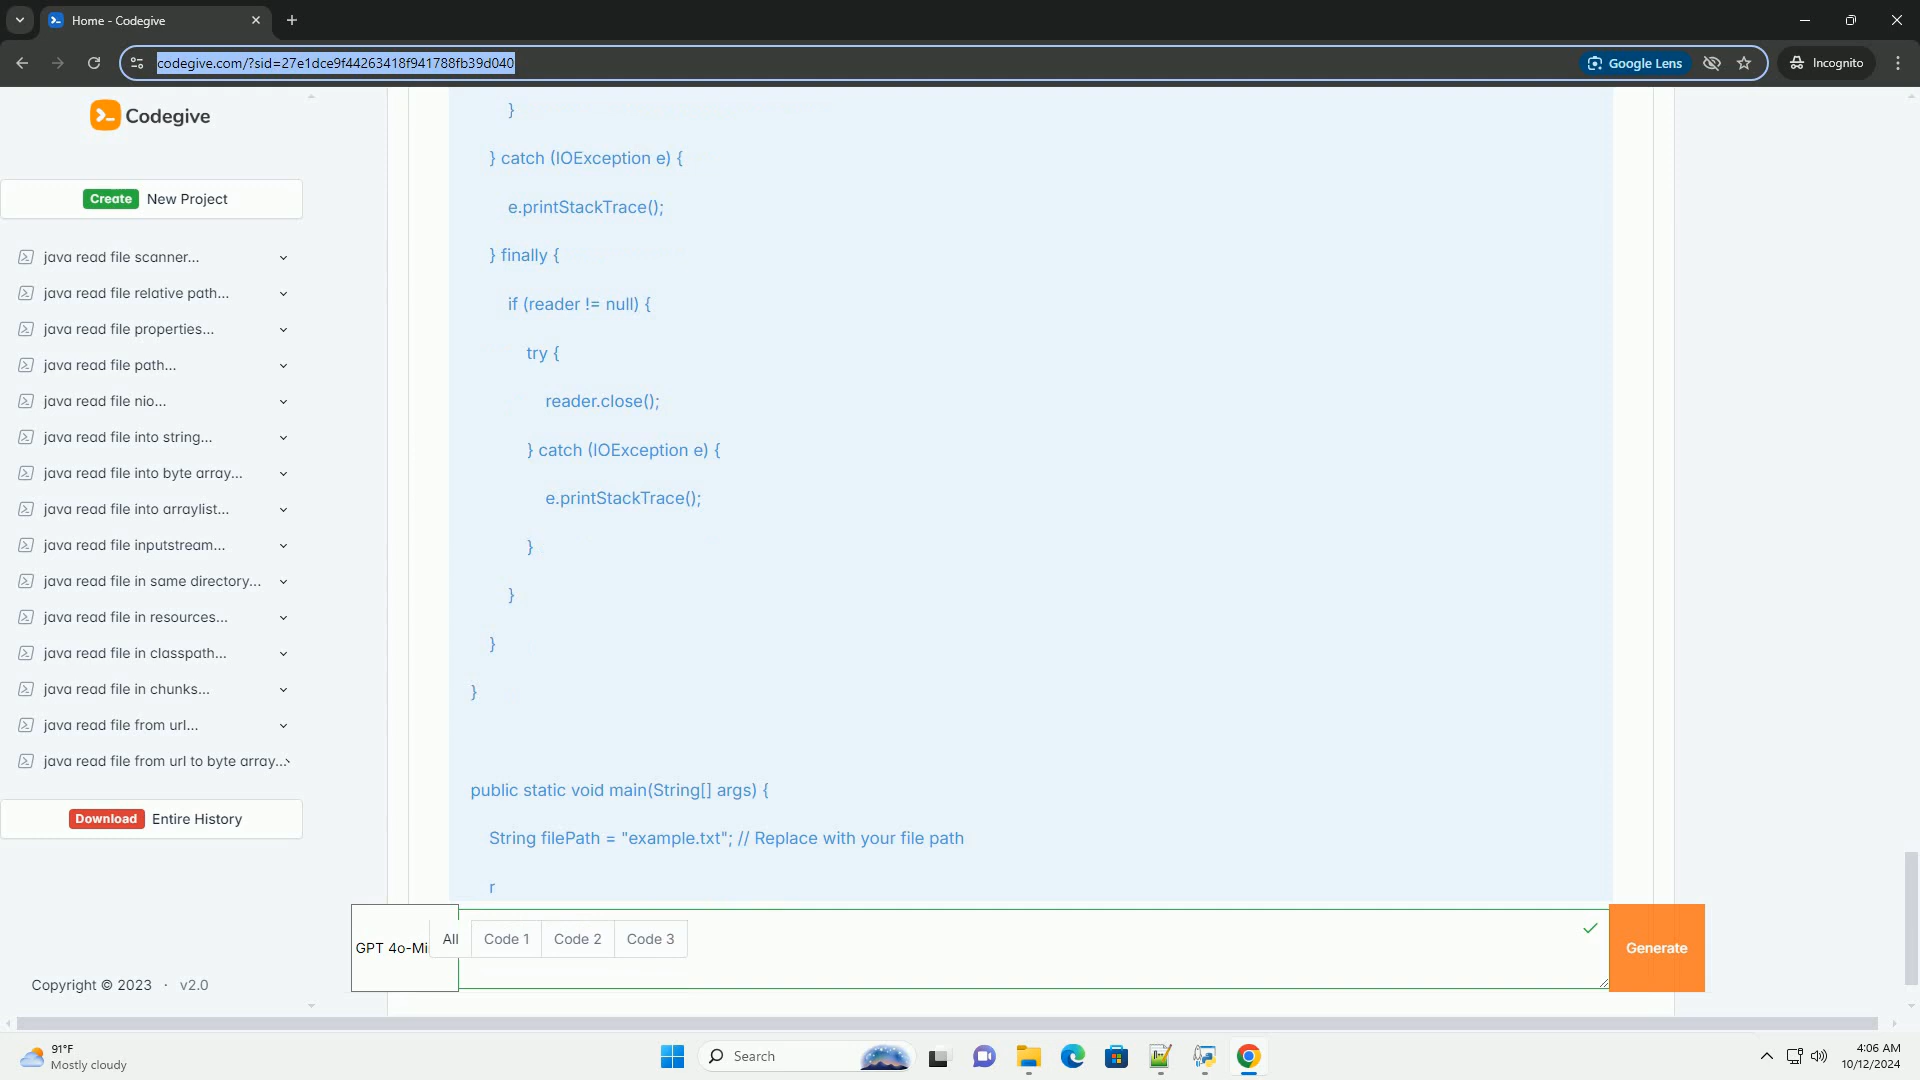 Home - Codegive
codegive.com/?sid=27e1dce9f44263418f941788fb39d040
Google Lens
Incognito
Codegive
Create New Project
java read file scanner...
java read file relative path...
java read file properties...
java read file path...
java read file nio...
java read file into string...
java read file into byte array...
java read file into arraylist...
java read file inputstream...
java read file in same directory...
java read file in resources...
java read file in classpath...
java read file in chunks...
java read file from url...
java read file from url to byte array...
Download Entire History
Copyright © 2023 · v2.0
}
} catch (IOException e) {
e.printStackTrace();
} finally {
if (reader != null) {
try {
reader.close();
} catch (IOException e) {
e.printStackTrace();
}
}
}
}
public static void main(String[] args) {
String filePath = "example.txt"; // Replace with your file path
r
GPT 4o-Mi
All
Code 1
Code 2
Code 3
Generate
91°F
Mostly cloudy
Search
4:06 AM
10/12/2024